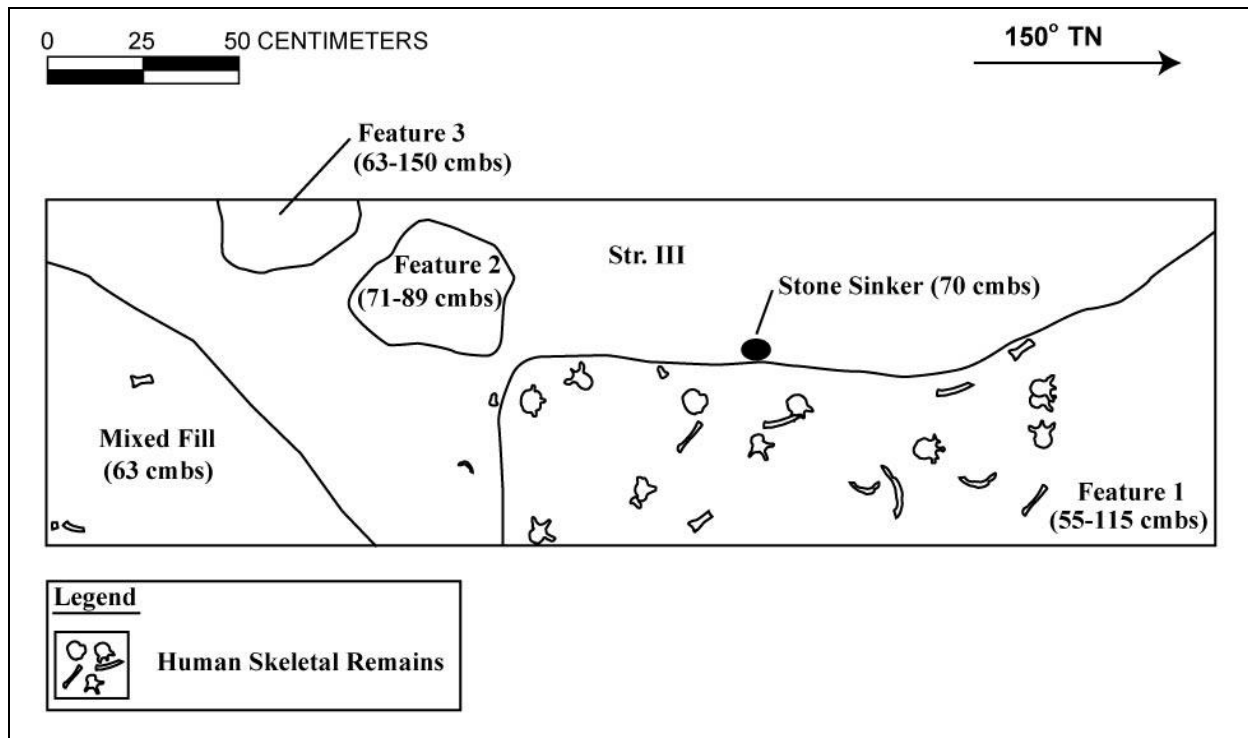 0 25 50 CENTIMETERS
150° TN
Feature 3
(63-150 cmbs)
Feature 2
(71-89 cmbs)
Str. III
Stone Sinker (70 cmbs)
Mixed Fill
(63 cmbs)
Feature 1
(55-115 cmbs)
Legend
Human Skeletal Remains